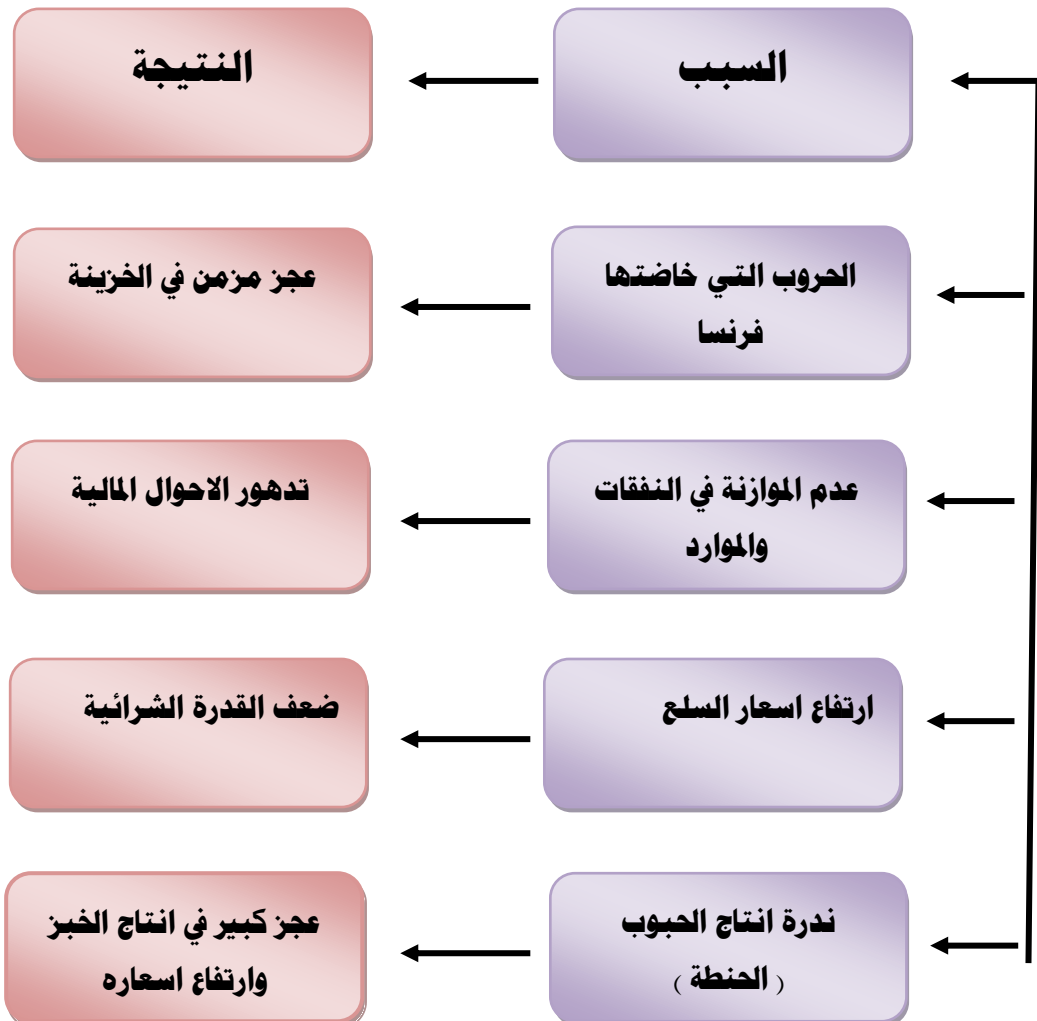 السبب
النتيجة
الحروب التي خاضتها
فرنسا
عجز مزمن في الخزينة
عدم الموازنة في النفقات
والموارد
تدهور الاحوال المالية
ارتفاع اسعار السلع
ضعف القدرة الشرائية
ندرة انتاج الحبوب
( الحنطة )
عجز كبير في انتاج الخبز
وارتفاع اسعاره